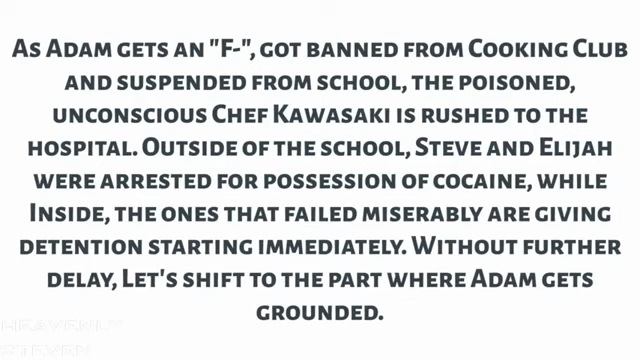 As Adam gets an "F-", got banned from Cooking Club
and suspended from school, the poisoned,
unconscious Chef Kawasaki is rushed to the
hospital. Outside of the school, Steve and Elijah
were arrested for possession of cocaine, while
Inside, the ones that failed miserably are giving
detention starting immediately. Without further
delay, Let's shift to the part where Adam gets
grounded.
HEAVENLY
STEVEN